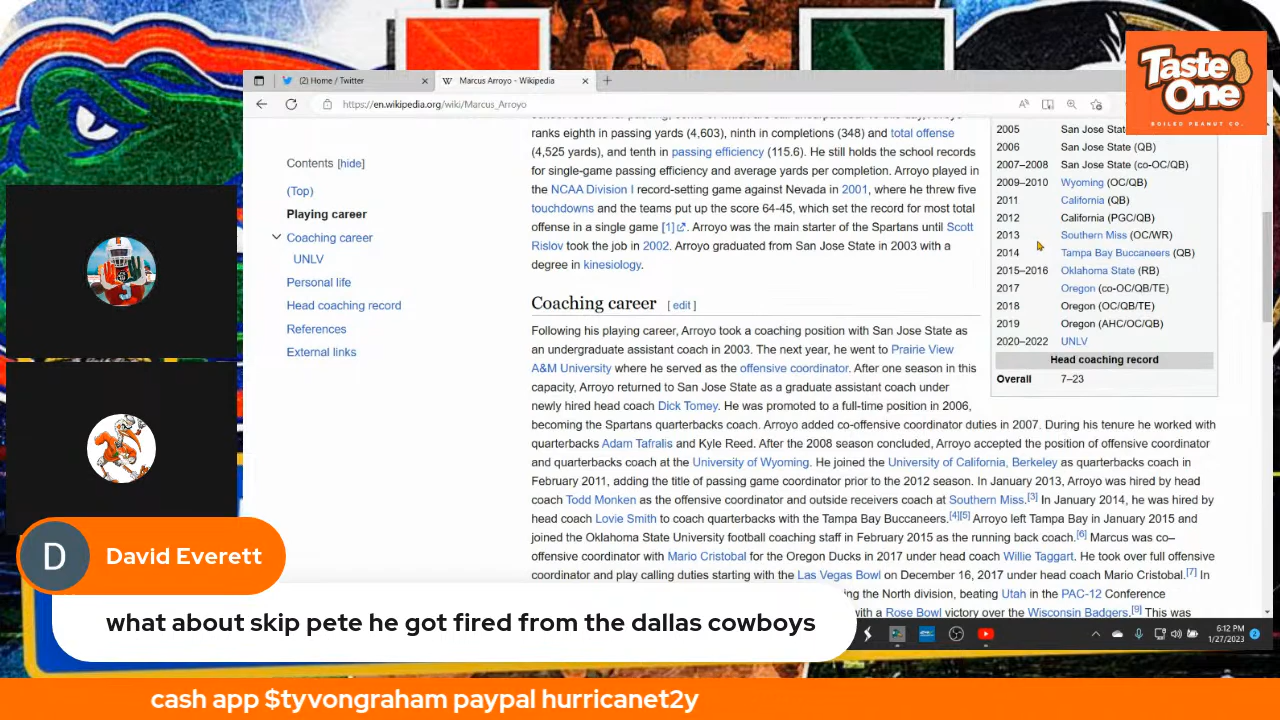 Taste
One
BOILED PEANUT CO.
(2) Home / Twitter
Marcus Arroyo - Wikipedia
https://en.wikipedia.org/wiki/Marcus_Arroyo
Contents [hide]
(Top)
Playing career
Coaching career
UNLV
Personal life
Head coaching record
References
External links
ranks eighth in passing yards (4,603), ninth in completions (348) and total offense
(4,525 yards), and tenth in passing efficiency (115.6). He still holds the school records
for single-game passing efficiency and average yards per completion. Arroyo played in
the NCAA Division I record-setting game against Nevada in 2001, where he threw five
touchdowns and the teams put up the score 64-45, which set the record for most total
offense in a single game [1]. Arroyo was the main starter of the Spartans until Scott
Rislov took the job in 2002. Arroyo graduated from San Jose State in 2003 with a
degree in kinesiology.
Coaching career [ edit ]
Following his playing career, Arroyo took a coaching position with San Jose State as
an undergraduate assistant coach in 2003. The next year, he went to Prairie View
A&M University where he served as the offensive coordinator. After one season in this
capacity, Arroyo returned to San Jose State as a graduate assistant coach under
newly hired head coach Dick Tomey. He was promoted to a full-time position in 2006,
becoming the Spartans quarterbacks coach. Arroyo added co-offensive coordinator duties in 2007. During his tenure he worked with
quarterbacks Adam Tafralis and Kyle Reed. After the 2008 season concluded, Arroyo accepted the position of offensive coordinator
and quarterbacks coach at the University of Wyoming. He joined the University of California, Berkeley as quarterbacks coach in
February 2011, adding the title of passing game coordinator prior to the 2012 season. In January 2013, Arroyo was hired by head
coach Todd Monken as the offensive coordinator and outside receivers coach at Southern Miss.[3] In January 2014, he was hired by
head coach Lovie Smith to coach quarterbacks with the Tampa Bay Buccaneers.[4][5] Arroyo left Tampa Bay in January 2015 and
joined the Oklahoma State University football coaching staff in February 2015 as the running back coach.[6] Marcus was co–
offensive coordinator with Mario Cristobal for the Oregon Ducks in 2017 under head coach Willie Taggart. He took over full offensive
coordinator and play calling duties starting with the Las Vegas Bowl on December 16, 2017 under head coach Mario Cristobal.[7] In
ing the North division, beating Utah in the PAC-12 Conference
with a Rose Bowl victory over the Wisconsin Badgers.[9] This was
2005 San Jose State
2006 San Jose State (QB)
2007–2008 San Jose State (co-OC/QB)
2009–2010 Wyoming (OC/QB)
2011 California (QB)
2012 California (PGC/QB)
2013 Southern Miss (OC/WR)
2014 Tampa Bay Buccaneers (QB)
2015–2016 Oklahoma State (RB)
2017 Oregon (co-OC/QB/TE)
2018 Oregon (OC/QB/TE)
2019 Oregon (AHC/OC/QB)
2020–2022 UNLV
Head coaching record
Overall 7–23
D
David Everett
what about skip pete he got fired from the dallas cowboys
6:12 PM
1/27/2023
2
cash app $tyvongraham paypal hurricanet2y